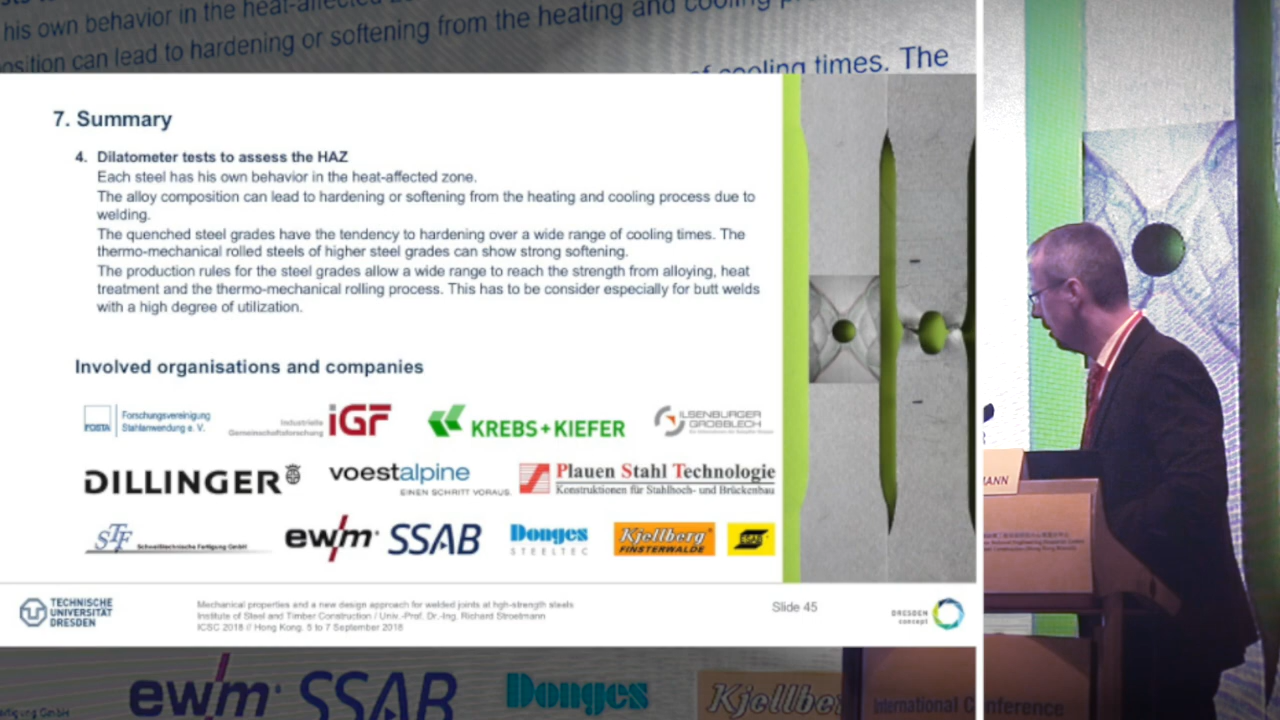 his own behavior in the heat-affected
position can lead to hardening or softening from the heating and cooling
of cooling times. The
7. Summary
4. Dilatometer tests to assess the HAZ
Each steel has his own behavior in the heat-affected zone.
The alloy composition can lead to hardening or softening from the heating and cooling process due to
welding.
The quenched steel grades have the tendency to hardening over a wide range of cooling times. The
thermo-mechanical rolled steels of higher steel grades can show strong softening.
The production rules for the steel grades allow a wide range to reach the strength from alloying, heat
treatment and the thermo-mechanical rolling process. This has to be consider especially for butt welds
with a high degree of utilization.
Involved organisations and companies
FOSTA
Forschungsvereinigung
Stahlanwendung e. V.
Industrielle
Gemeinschaftsforschung
iGF
KREBS+KIEFER
ILSENBURGER
GROBBLECH
DILLINGER
voestalpine
EINEN SCHRITT VORAUS.
Plauen Stahl Technologie
Konstruktionen für Stahlhoch- und Brückenbau
STF
Schweißtechnische Fertigung GmbH
ewm
SSAB
Donges
STEELTEC
Kjellberg
FINSTERWALDE
ESAB
TECHNISCHE
UNIVERSITÄT
DRESDEN
Mechanical properties and a new design approach for welded joints at hgh-strength steels
Institute of Steel and Timber Construction / Univ.-Prof. Dr.-Ing. Richard Stroetmann
ICSC 2018 // Hong Kong, 5 to 7 September 2018
Slide 45
DRESDEN
concept
MANN
ewm SSAB Donges Kjellber
International Conference